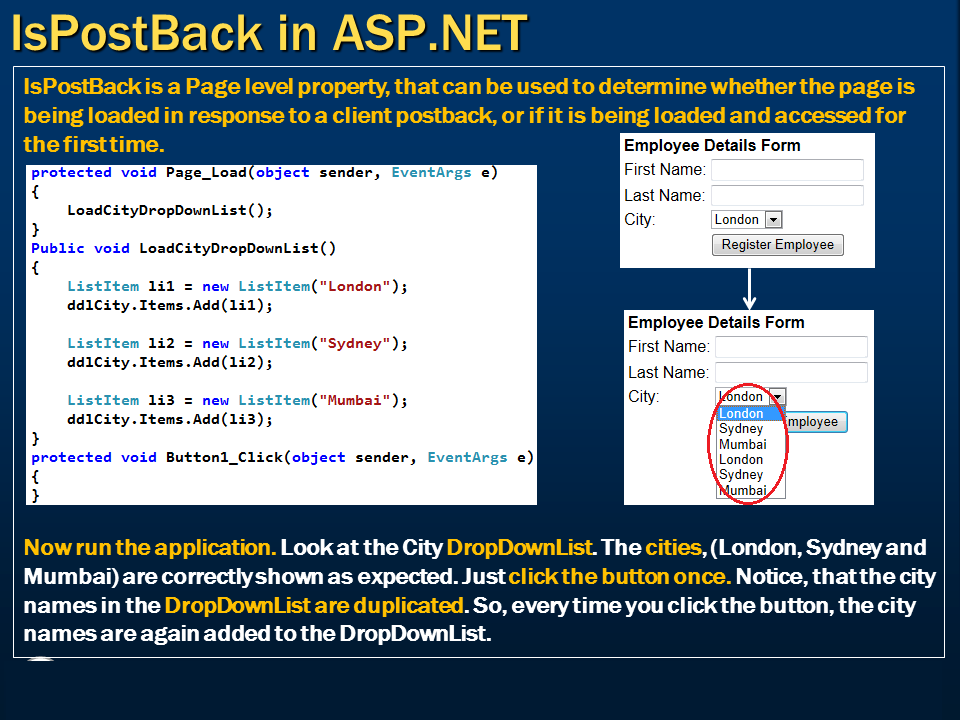 IsPostBack in ASP.NET
IsPostBack is a Page level property, that can be used to determine whether the page is
being loaded in response to a client postback, or if it is being loaded and accessed for
the first time.
protected void Page_Load(object sender, EventArgs e)
{
LoadCityDropDownList();
}
Public void LoadCityDropDownList()
{
ListItem li1 = new ListItem("London");
ddlCity.Items.Add(li1);
ListItem li2 = new ListItem("Sydney");
ddlCity.Items.Add(li2);
ListItem li3 = new ListItem("Mumbai");
ddlCity.Items.Add(li3);
}
protected void Button1_Click(object sender, EventArgs e)
{
}
Employee Details Form
First Name:
Last Name:
City: London
Register Employee
Employee Details Form
First Name:
Last Name:
City: London
London
Sydney
mployee
Mumbai
London
Sydney
Mumbai
Now run the application. Look at the City DropDownList. The cities, (London, Sydney and
Mumbai) are correctly shown as expected. Just click the button once. Notice, that the city
names in the DropDownList are duplicated. So, every time you click the button, the city
names are again added to the DropDownList.